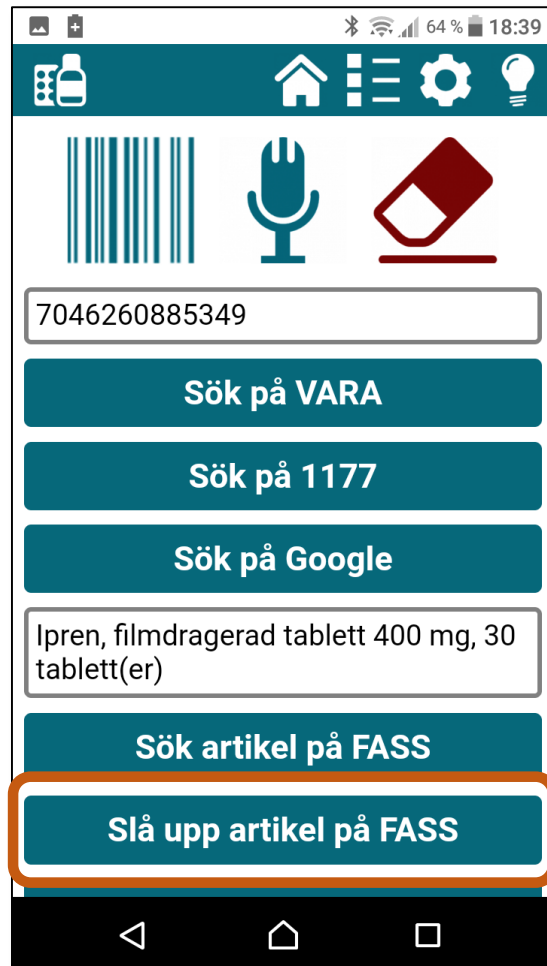 64 % 18:39
7046260885349
Sök på VARA
Sök på 1177
Sök på Google
Ipren, filmdragerad tablett 400 mg, 30
tablett(er)
Sök artikel på FASS
Slå upp artikel på FASS